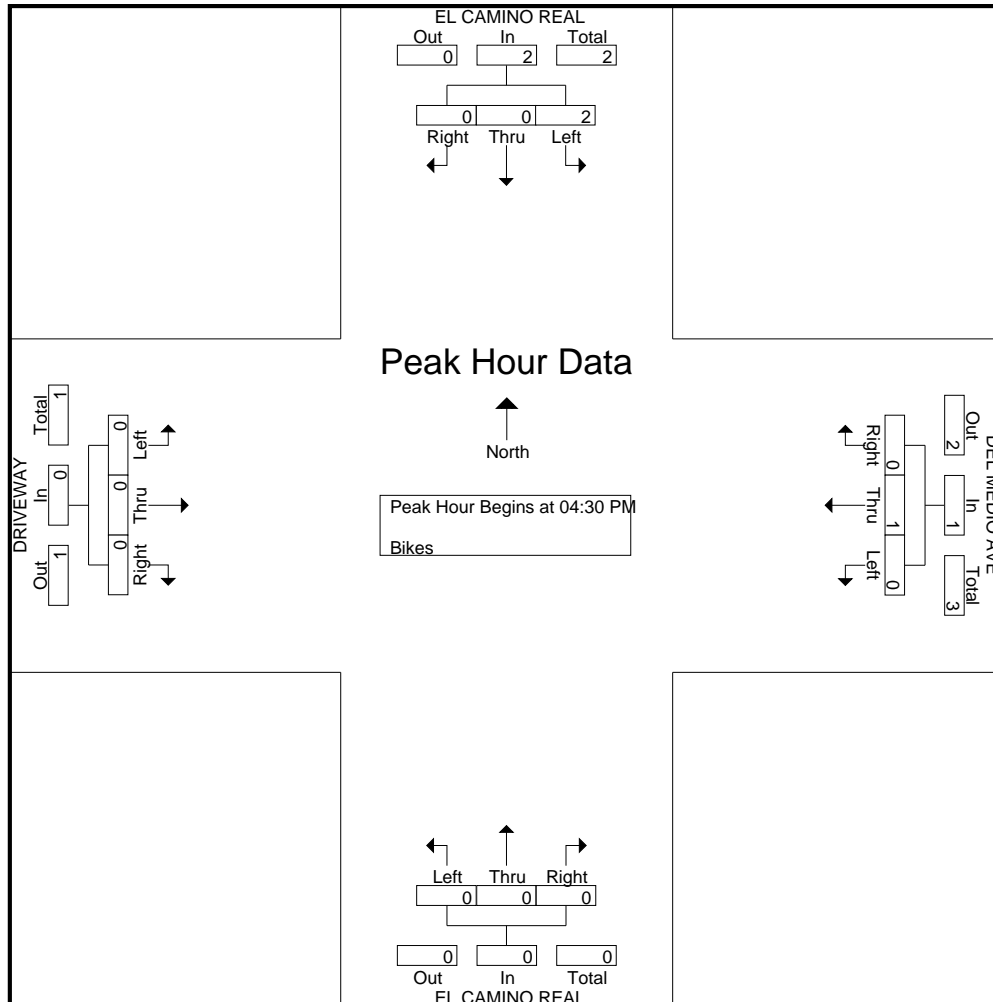 EL CAMINO REAL
Out In Total
0 2 2
0 0 2
Right Thru Left
Peak Hour Data
North
Peak Hour Begins at 04:30 PM
Bikes
DRIVEWAY
Out In Total
1 0 1
Right Thru Left
0 0 0
Right Thru Left
0 1 0
Out In Total
2 1 3
DEL MEDIO AVE
Left Thru Right
0 0 0
0 0 0
Out In Total
EL CAMINO REAL